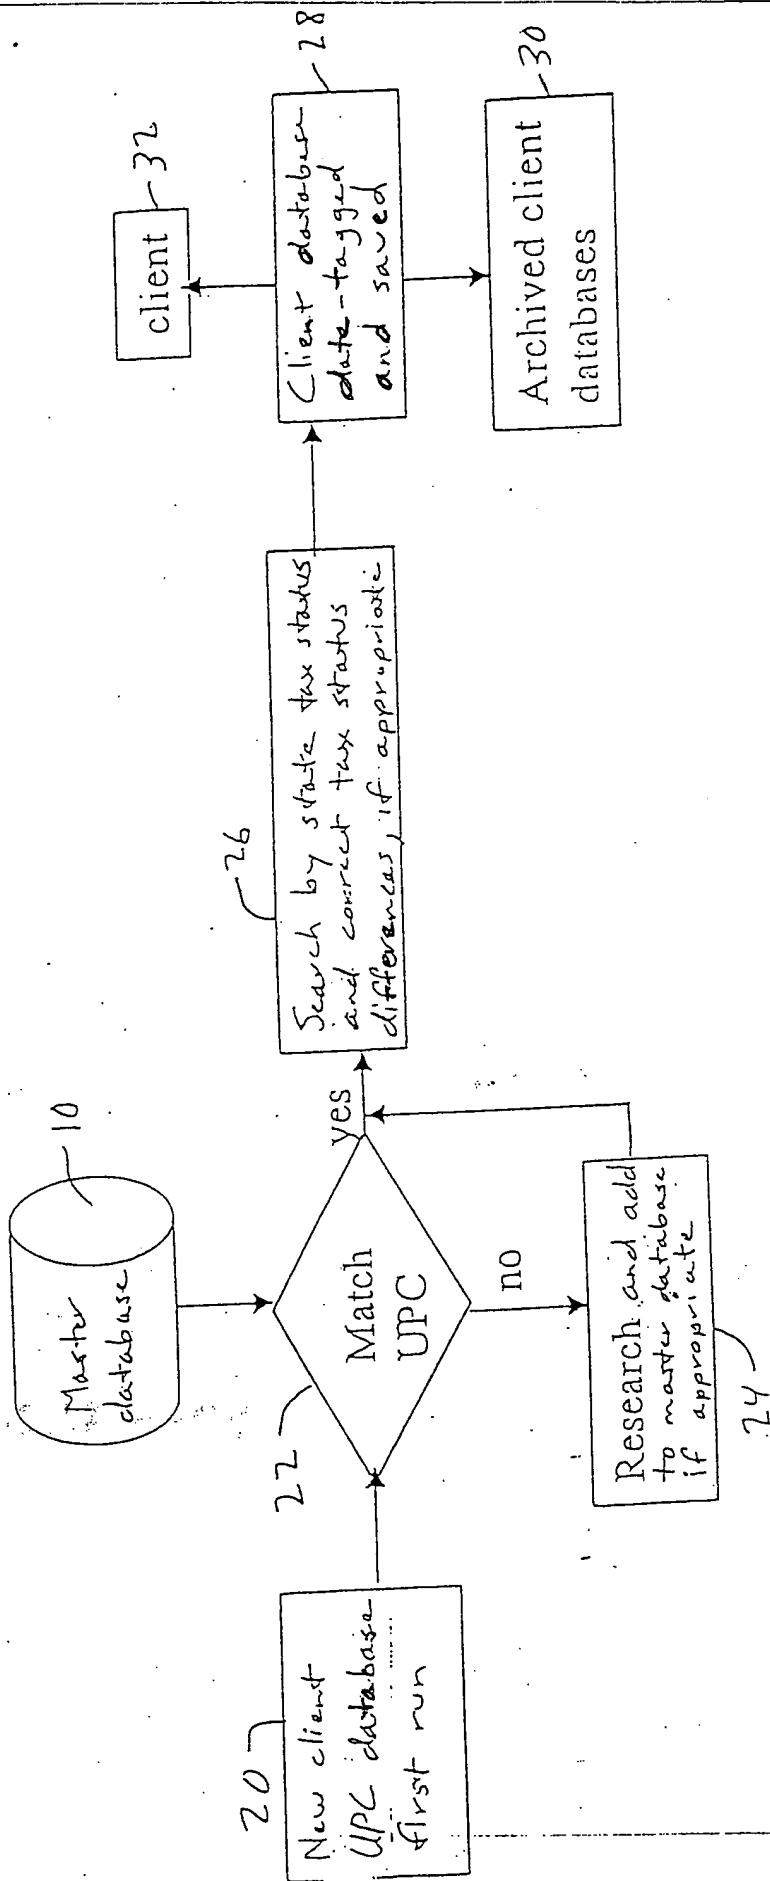 20
New client
UPC database
first run
10
Master
database
22
Match
UPC
yes
no
Research and add
to master database
if appropriate
24
26
Search by state tax status
and correct tax status
differences, if appropriate
28
Client database
date-tagged
and saved
32
client
30
Archived client
databases